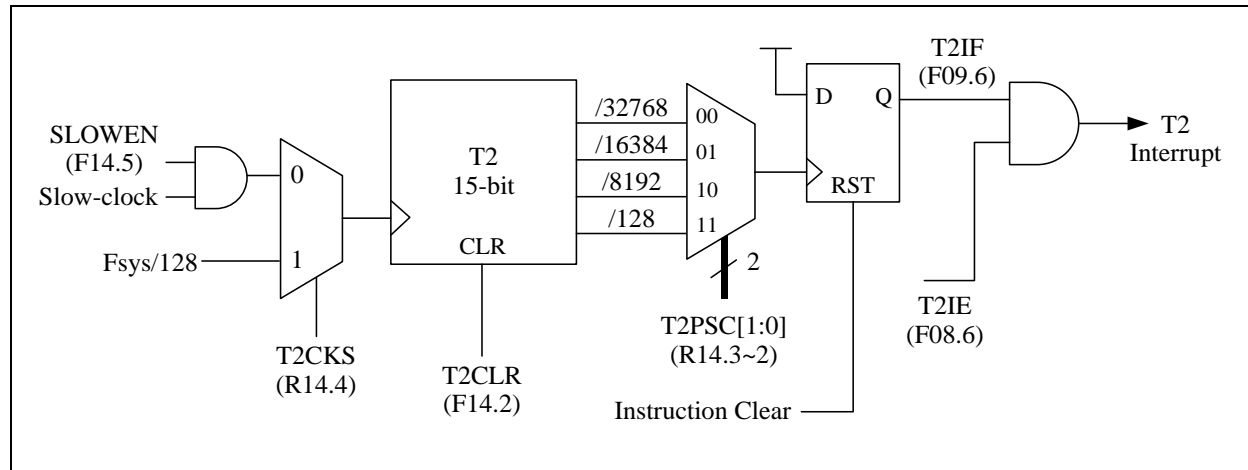 SLOWEN
(F14.5)
Slow-clock
Fsys/128
0
1
T2CKS
(R14.4)
T2
15-bit
CLR
T2CLR
(F14.2)
/32768
/16384
/8192
/128
00
01
10
11
2
T2PSC[1:0]
(R14.3~2)
D
Q
RST
Instruction Clear
T2IF
(F09.6)
T2IE
(F08.6)
T2
Interrupt